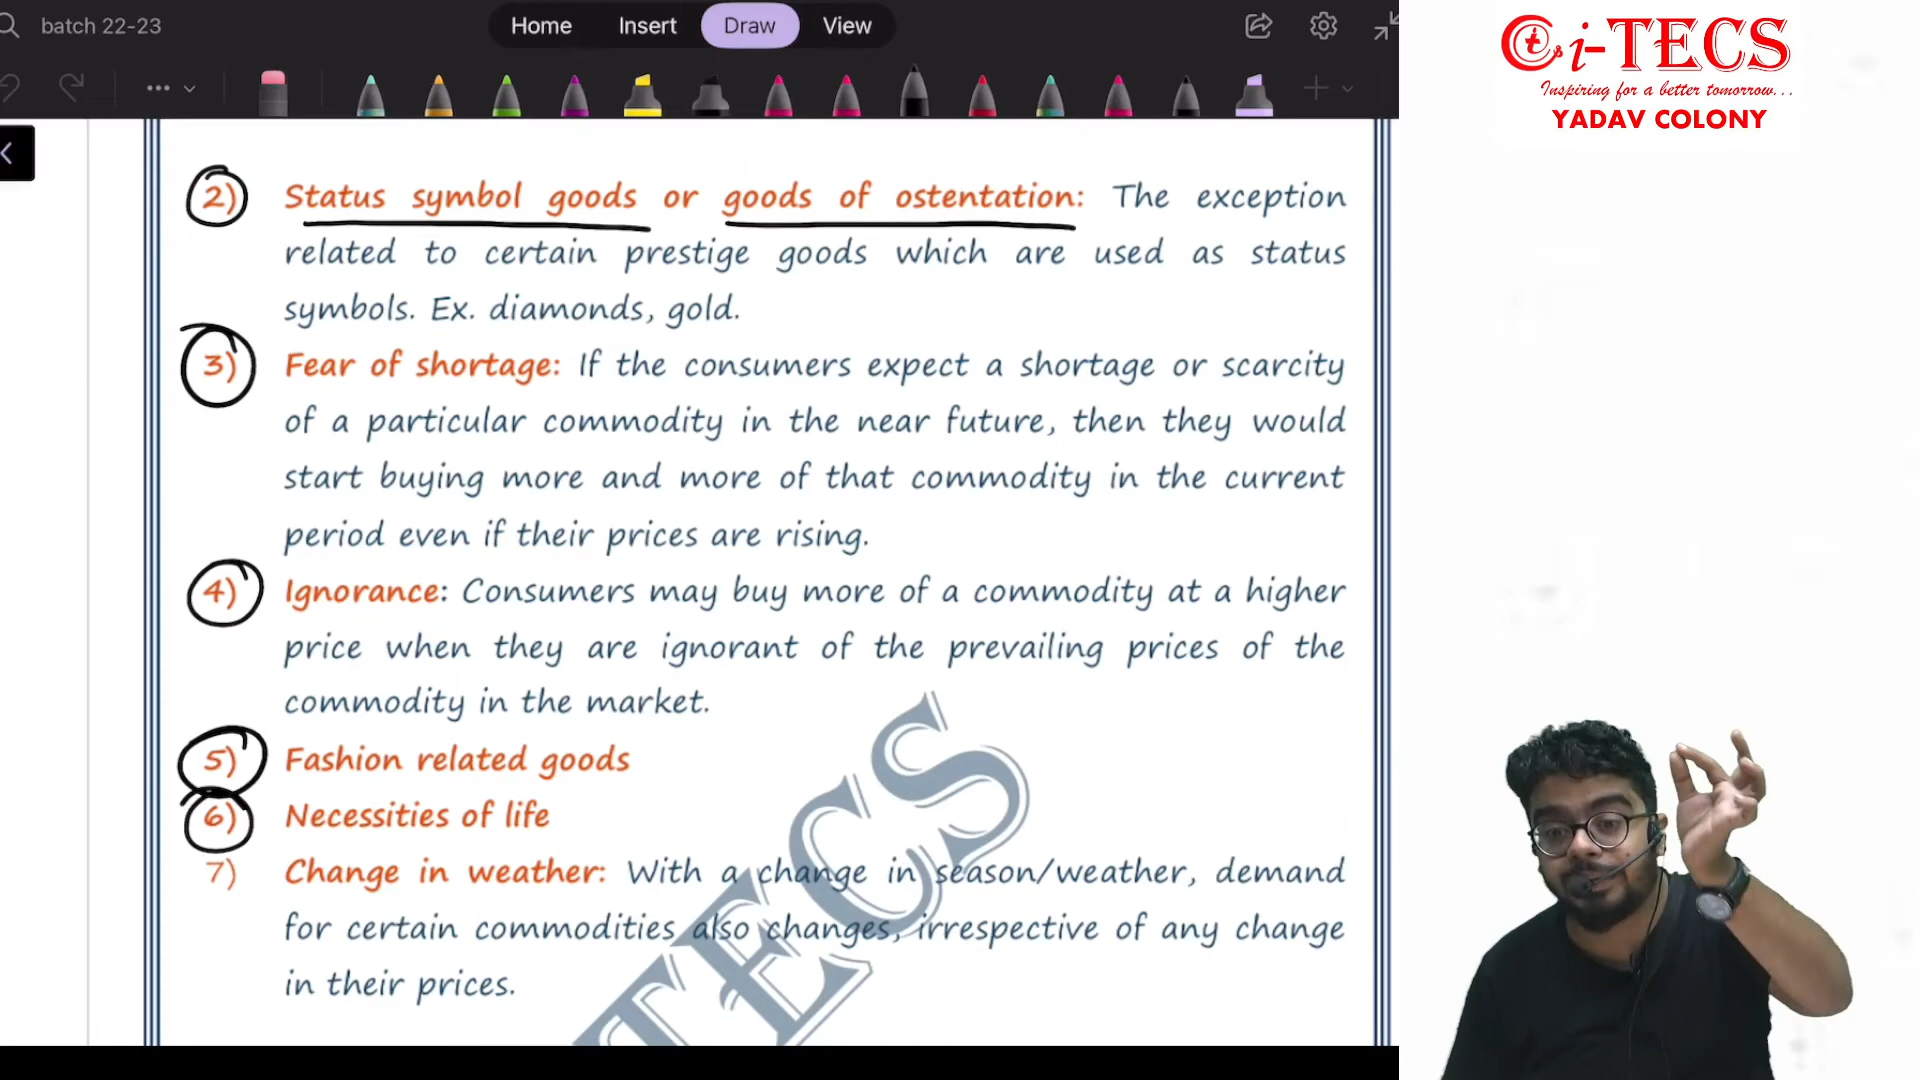 batch 22-23
Home Insert Draw View
i-TECS
Inspiring for a better tomorrow...
YADAV COLONY
2) Status symbol goods or goods of ostentation: The exception
related to certain prestige goods which are used as status
symbols. Ex. diamonds, gold.
3) Fear of shortage: If the consumers expect a shortage or scarcity
of a particular commodity in the near future, then they would
start buying more and more of that commodity in the current
period even if their prices are rising.
4) Ignorance: Consumers may buy more of a commodity at a higher
price when they are ignorant of the prevailing prices of the
commodity in the market.
5) Fashion related goods
6) Necessities of life
7) Change in weather: With a change in season/weather, demand
for certain commodities also changes, irrespective of any change
in their prices.
TECS